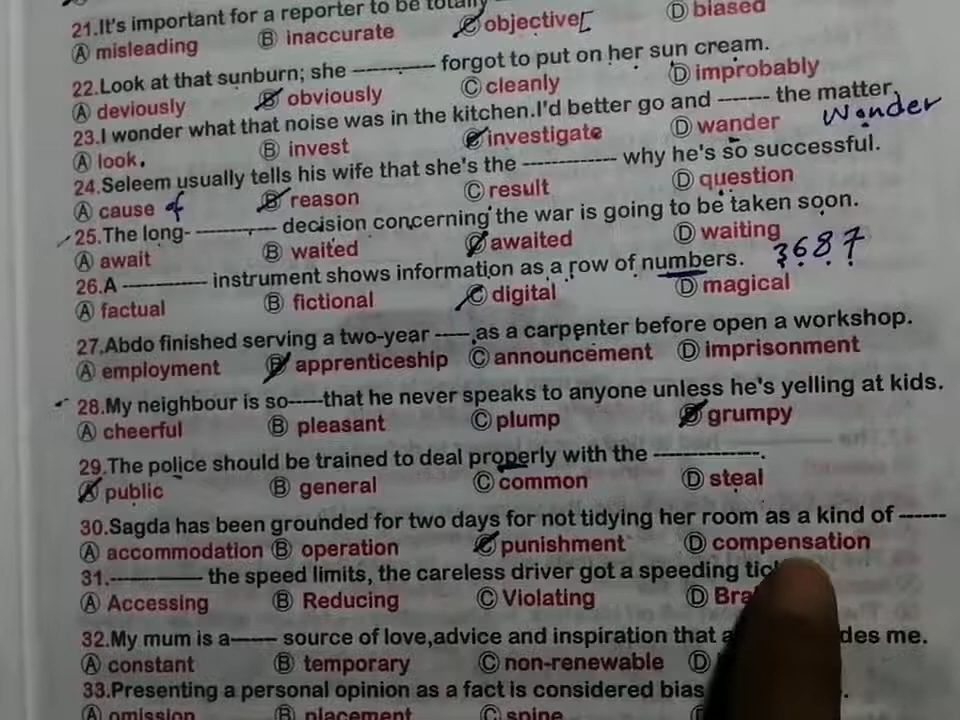 21.It's important for a reporter to be totally
Ⓐ misleading Ⓑ inaccurate Ⓒ objective[ Ⓓ biased
22.Look at that sunburn; she ---------- forgot to put on her sun cream.
Ⓐ deviously Ⓑ obviously Ⓒ cleanly Ⓓ improbably
23.I wonder what that noise was in the kitchen.I'd better go and ------- the matter.
Ⓐ look. Ⓑ invest Ⓒ investigate Ⓓ wander Wonder
24.Seleem usually tells his wife that she's the ------------ why he's so successful.
Ⓐ cause of Ⓑ reason Ⓒ result Ⓓ question
25.The long- ----------- decision concerning the war is going to be taken soon.
Ⓐ await Ⓑ waited Ⓒ awaited Ⓓ waiting
26.A ----------- instrument shows information as a row of numbers. 3687
Ⓐ factual Ⓑ fictional Ⓒ digital Ⓓ magical
27.Abdo finished serving a two-year ---- as a carpenter before open a workshop.
Ⓐ employment Ⓑ apprenticeship Ⓒ announcement Ⓓ imprisonment
28.My neighbour is so----that he never speaks to anyone unless he's yelling at kids.
Ⓐ cheerful Ⓑ pleasant Ⓒ plump Ⓓ grumpy
29.The police should be trained to deal properly with the --------------.
Ⓐ public Ⓑ general Ⓒ common Ⓓ steal
30.Sagda has been grounded for two days for not tidying her room as a kind of ------
Ⓐ accommodation Ⓑ operation Ⓒ punishment Ⓓ compensation
31.------------ the speed limits, the careless driver got a speeding
Ⓐ Accessing Ⓑ Reducing Ⓒ Violating Ⓓ
32.My mum is a------ source of love,advice and inspiration that me.
Ⓐ constant Ⓑ temporary Ⓒ non-renewable Ⓓ
33.Presenting a personal opinion as a fact is considered bias
Ⓐ omission Ⓑ placement Ⓒ spine